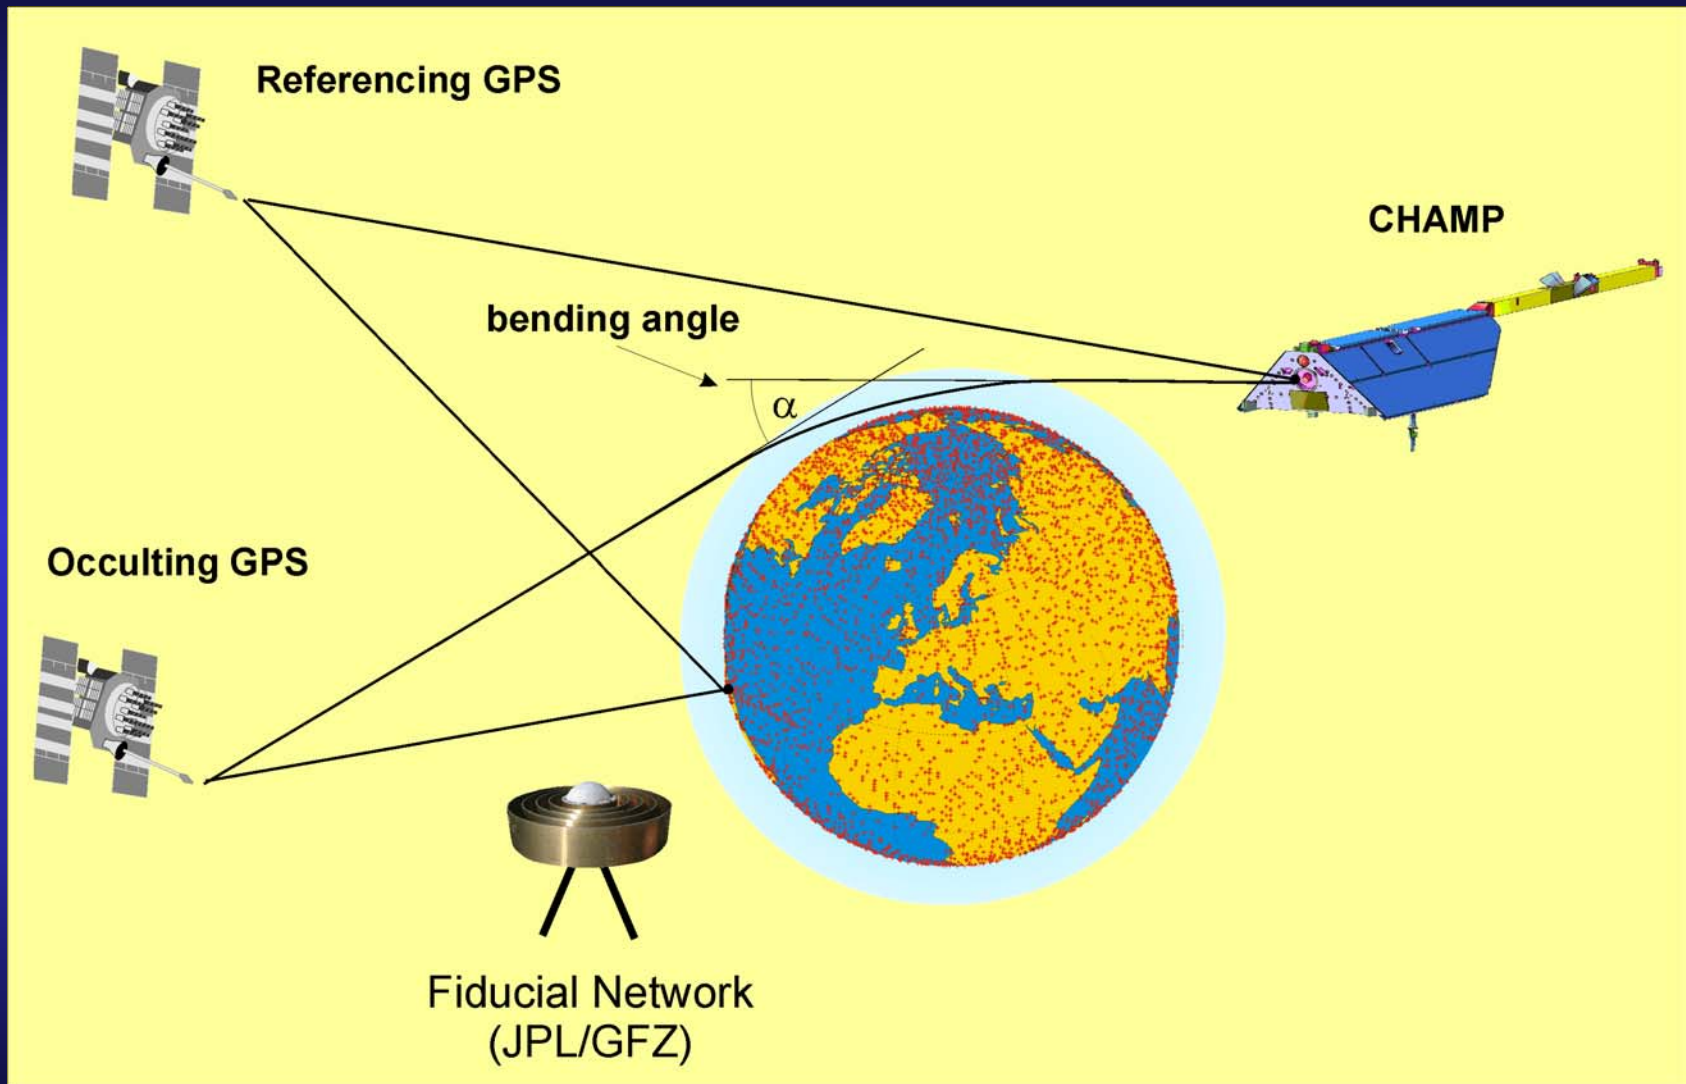 Referencing GPS
CHAMP
bending angle
α
Occulting GPS
Fiducial Network
(JPL/GFZ)